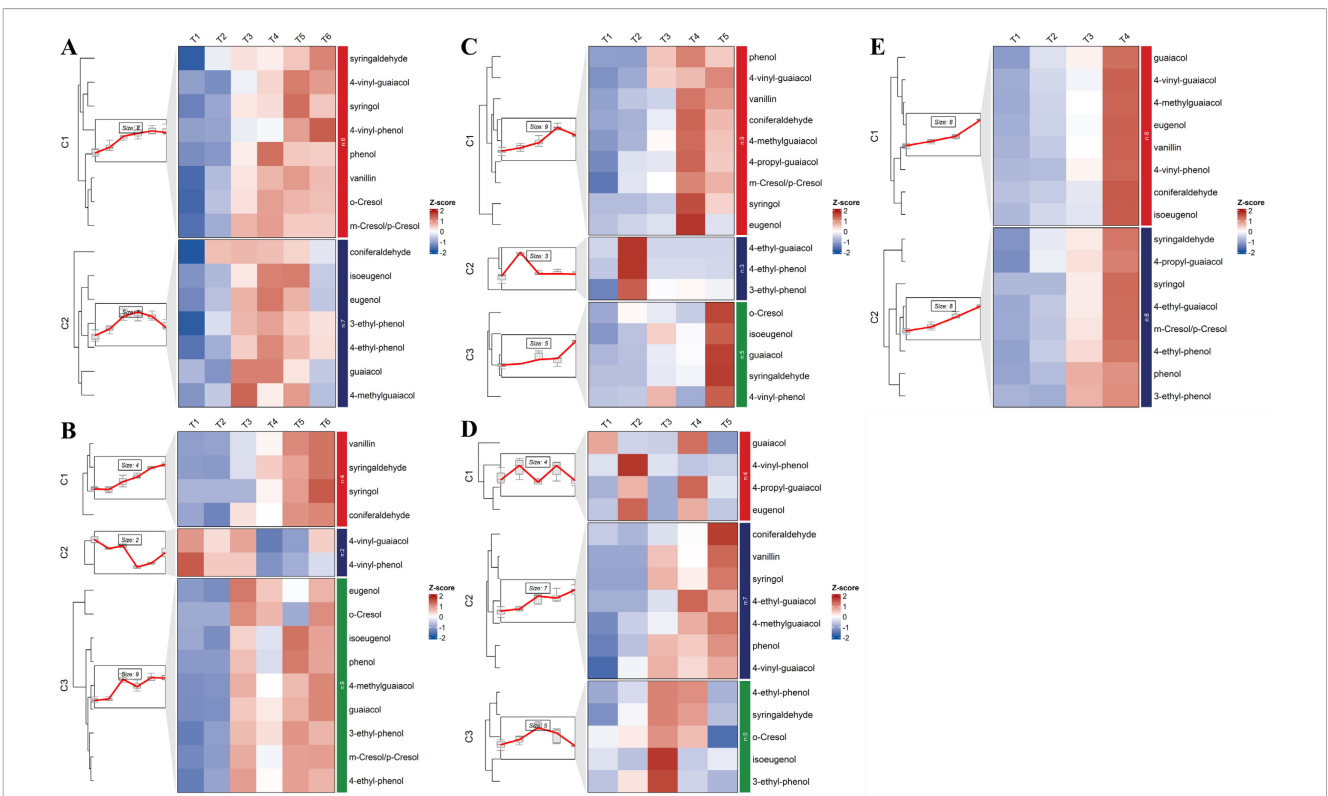 A
T1 T2 T3 T4 T5 T6
C1
Size: 8
n:8
syringaldehyde
4-vinyl-guaiacol
syringol
4-vinyl-phenol
phenol
vanillin
o-Cresol
m-Cresol/p-Cresol
C2
n:7
coniferaldehyde
isoeugenol
eugenol
3-ethyl-phenol
4-ethyl-phenol
guaiacol
4-methylguaiacol
Z-score
2
1
0
-1
-2
B
T1 T2 T3 T4 T5 T6
C1
Size: 4
n:4
vanillin
syringaldehyde
syringol
coniferaldehyde
C2
Size: 2
n:2
4-vinyl-guaiacol
4-vinyl-phenol
C3
Size: 9
n:9
eugenol
o-Cresol
isoeugenol
phenol
4-methylguaiacol
guaiacol
3-ethyl-phenol
m-Cresol/p-Cresol
4-ethyl-phenol
Z-score
2
1
0
-1
-2
C
T1 T2 T3 T4 T5
C1
Size: 9
n:9
phenol
4-vinyl-guaiacol
vanillin
coniferaldehyde
4-methylguaiacol
4-propyl-guaiacol
m-Cresol/p-Cresol
syringol
eugenol
C2
Size: 3
n:3
4-ethyl-guaiacol
4-ethyl-phenol
3-ethyl-phenol
C3
Size: 5
n:5
o-Cresol
isoeugenol
guaiacol
syringaldehyde
4-vinyl-phenol
Z-score
2
1
0
-1
-2
D
T1 T2 T3 T4 T5
C1
Size: 4
n:4
guaiacol
4-vinyl-phenol
4-propyl-guaiacol
eugenol
C2
Size: 7
n:7
coniferaldehyde
vanillin
syringol
4-ethyl-guaiacol
4-methylguaiacol
phenol
4-vinyl-guaiacol
C3
Size: 5
n:5
4-ethyl-phenol
syringaldehyde
o-Cresol
isoeugenol
3-ethyl-phenol
Z-score
2
1
0
-1
-2
E
T1 T2 T3 T4
C1
Size: 8
n:8
guaiacol
4-vinyl-guaiacol
4-methylguaiacol
eugenol
vanillin
4-vinyl-phenol
coniferaldehyde
isoeugenol
C2
Size: 8
n:8
syringaldehyde
4-propyl-guaiacol
syringol
4-ethyl-guaiacol
m-Cresol/p-Cresol
4-ethyl-phenol
phenol
3-ethyl-phenol
Z-score
2
1
0
-1
-2